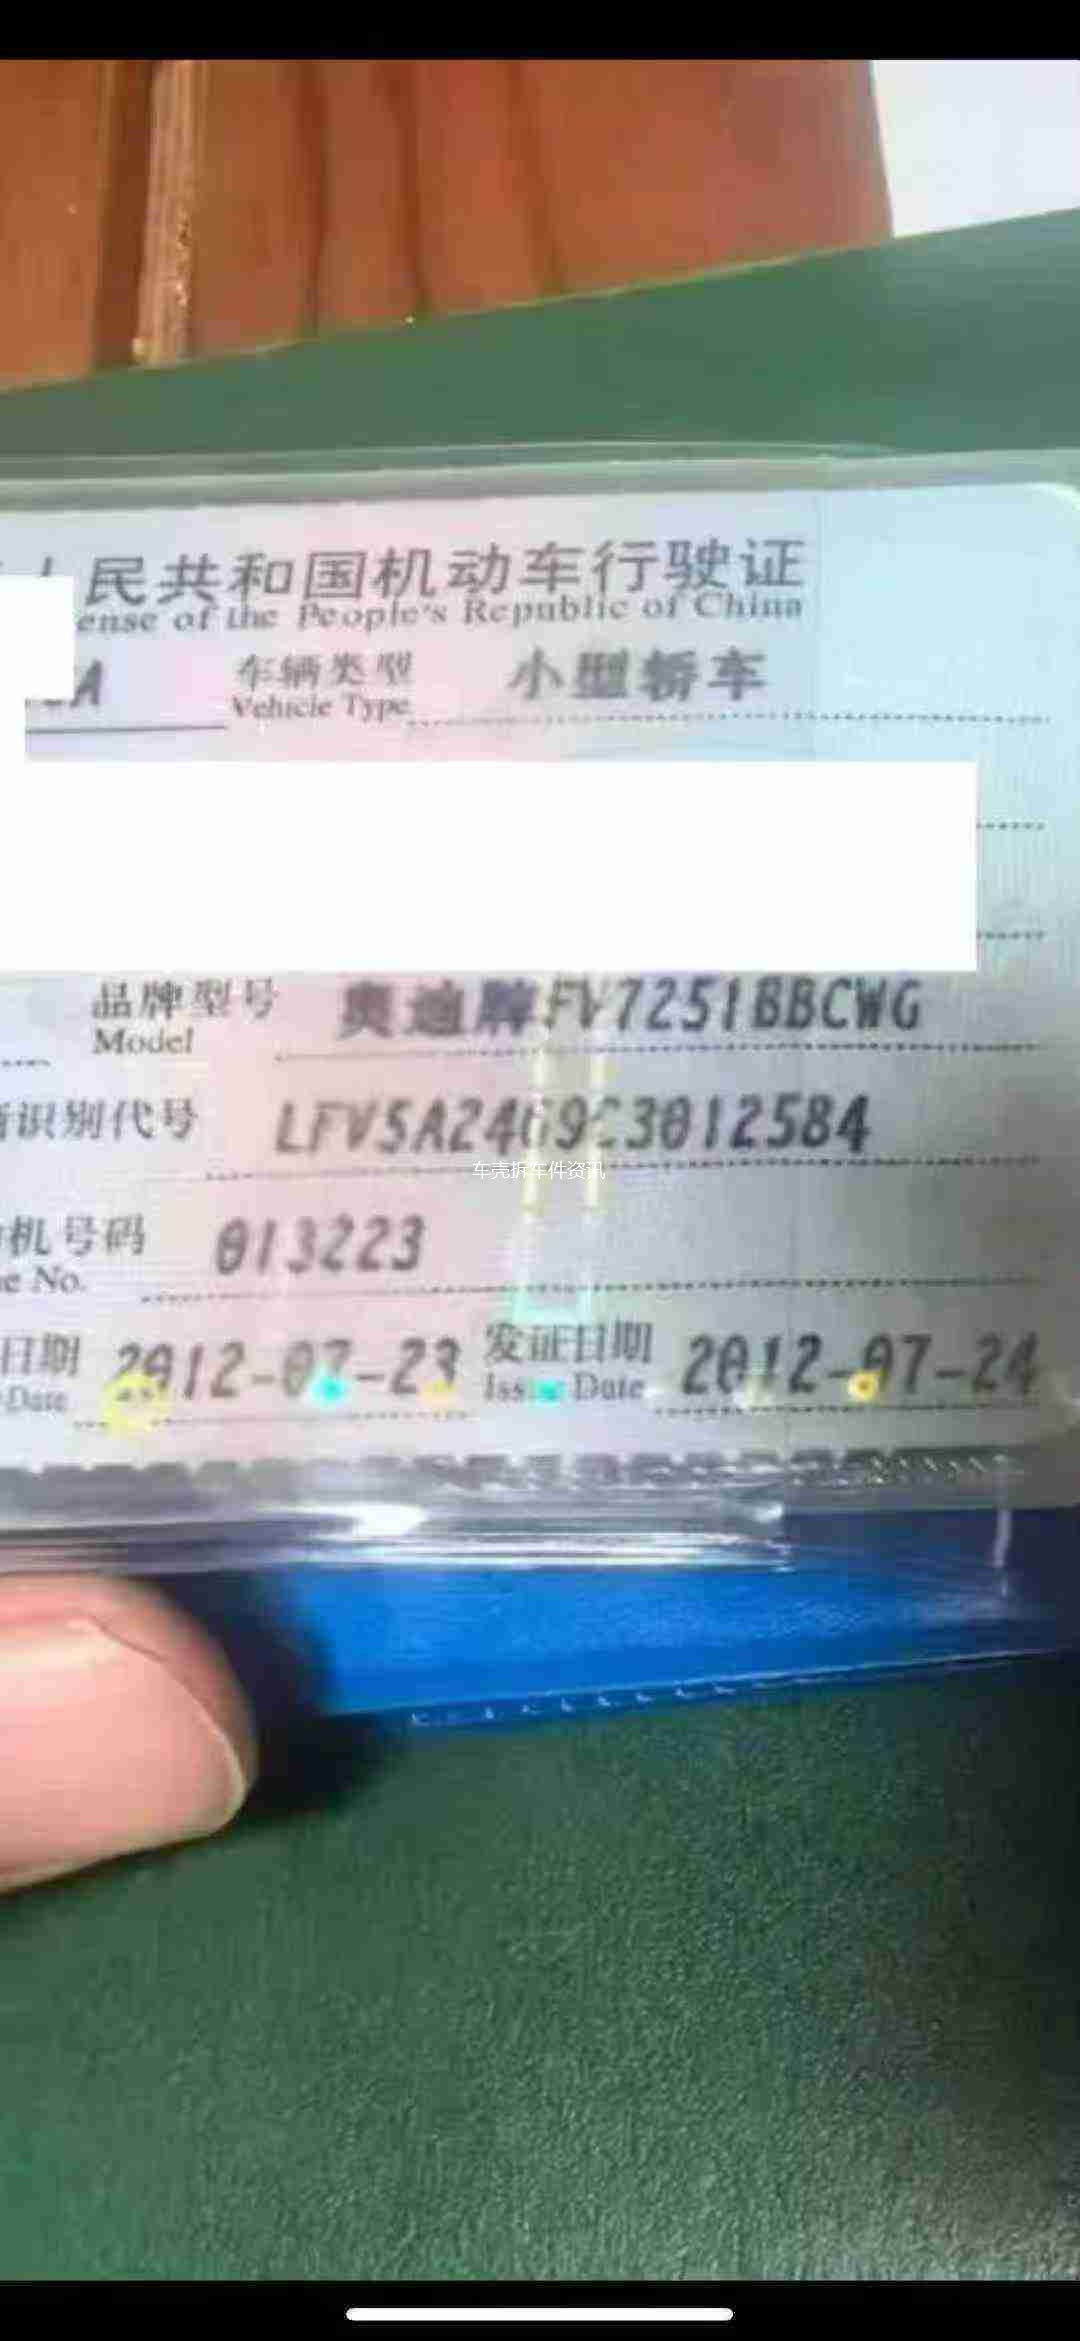 民共和国机动车行驶证
ense of the People's Republic of China
A 车辆类型 小型轿车
Vehicle Type
品牌型号 奥迪牌FV7251BBCWG
Model
识别代号 LFV5A24G9C3012584
车壳拆车件资讯
机号码 013223
e No.
日期 2012-07-23 发证日期 2012-07-24
Date Issue Date